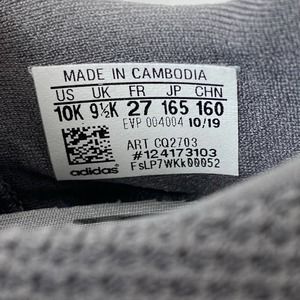 MADE IN CAMBODIA
US UK FR JP CHN
10K 9½K 27 165 160
EVP 004004 10/19
ART CQ2703
#124173103
FsLP7WKk00052
adidas